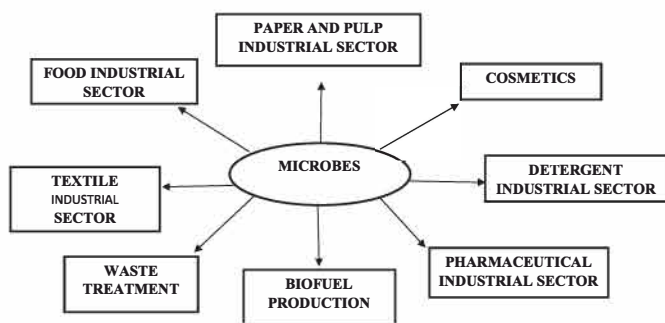 PAPER AND PULP
INDUSTRIAL SECTOR
FOOD INDUSTRIAL
SECTOR
COSMETICS
MICROBES
TEXTILE
INDUSTRIAL
SECTOR
DETERGENT
INDUSTRIAL SECTOR
WASTE
TREATMENT
BIOFUEL
PRODUCTION
PHARMACEUTICAL
INDUSTRIAL SECTOR